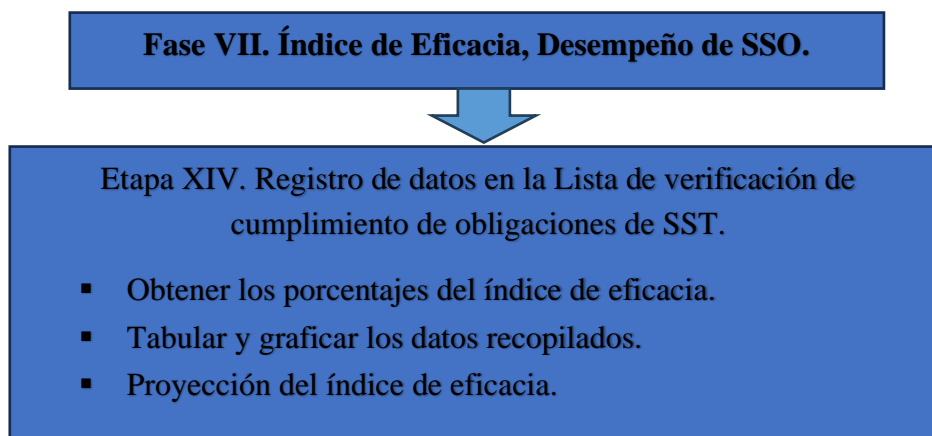 Fase VII. Índice de Eficacia, Desempeño de SSO.
Etapa XIV. Registro de datos en la Lista de verificación de
cumplimiento de obligaciones de SST.
▪ Obtener los porcentajes del índice de eficacia.
▪ Tabular y graficar los datos recopilados.
▪ Proyección del índice de eficacia.